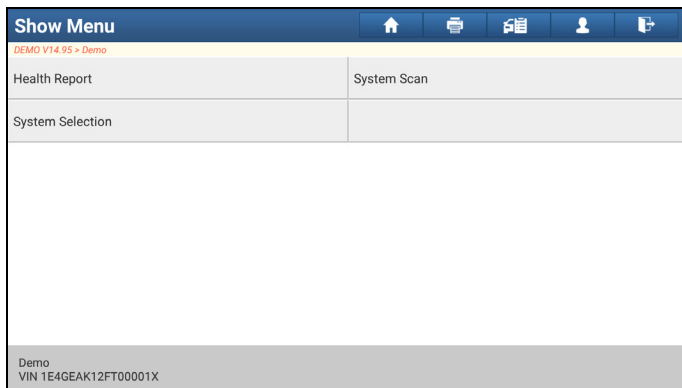 Show Menu
DEMO V14.95 > Demo
Health Report
System Scan
System Selection
Demo
VIN 1E4GEAK12FT00001X